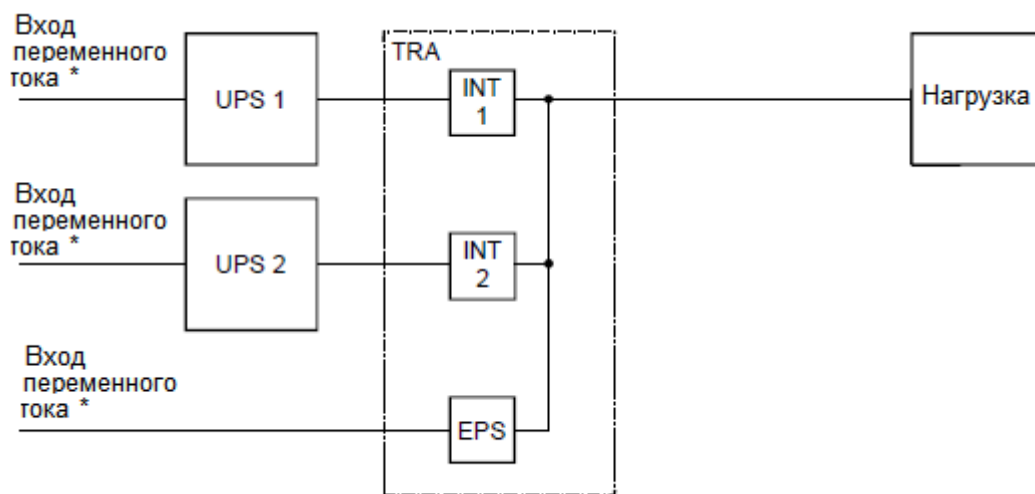 Вход
переменного
тока *
UPS 1
TRA
INT
1
Нагрузка
Вход
переменного
тока *
UPS 2
INT
2
Вход
переменного
тока *
EPS